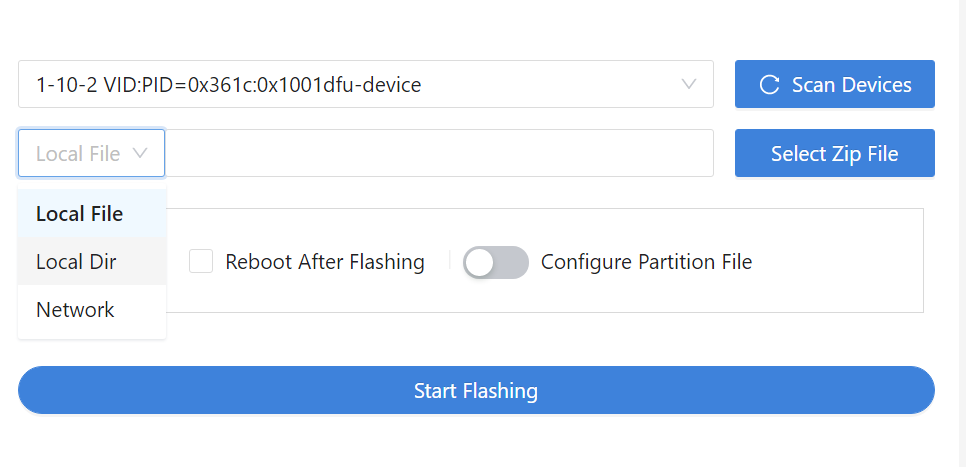 1-10-2 VID:PID=0x361c:0x1001dfu-device
Scan Devices
Local File
Select Zip File
Local File
Local Dir
Network
Reboot After Flashing
Configure Partition File
Start Flashing